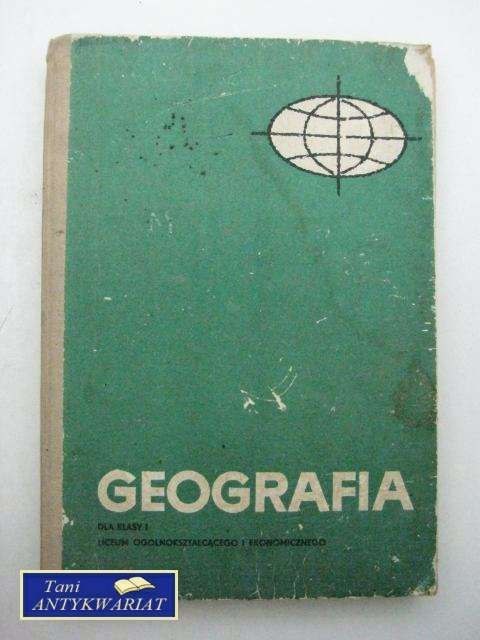 GEOGRAFIA
DLA KLASY I
LICEUM OGÓLNOKSZTAŁCĄCEGO I EKONOMICZNEGO
Tani
ANTYKWARIAT